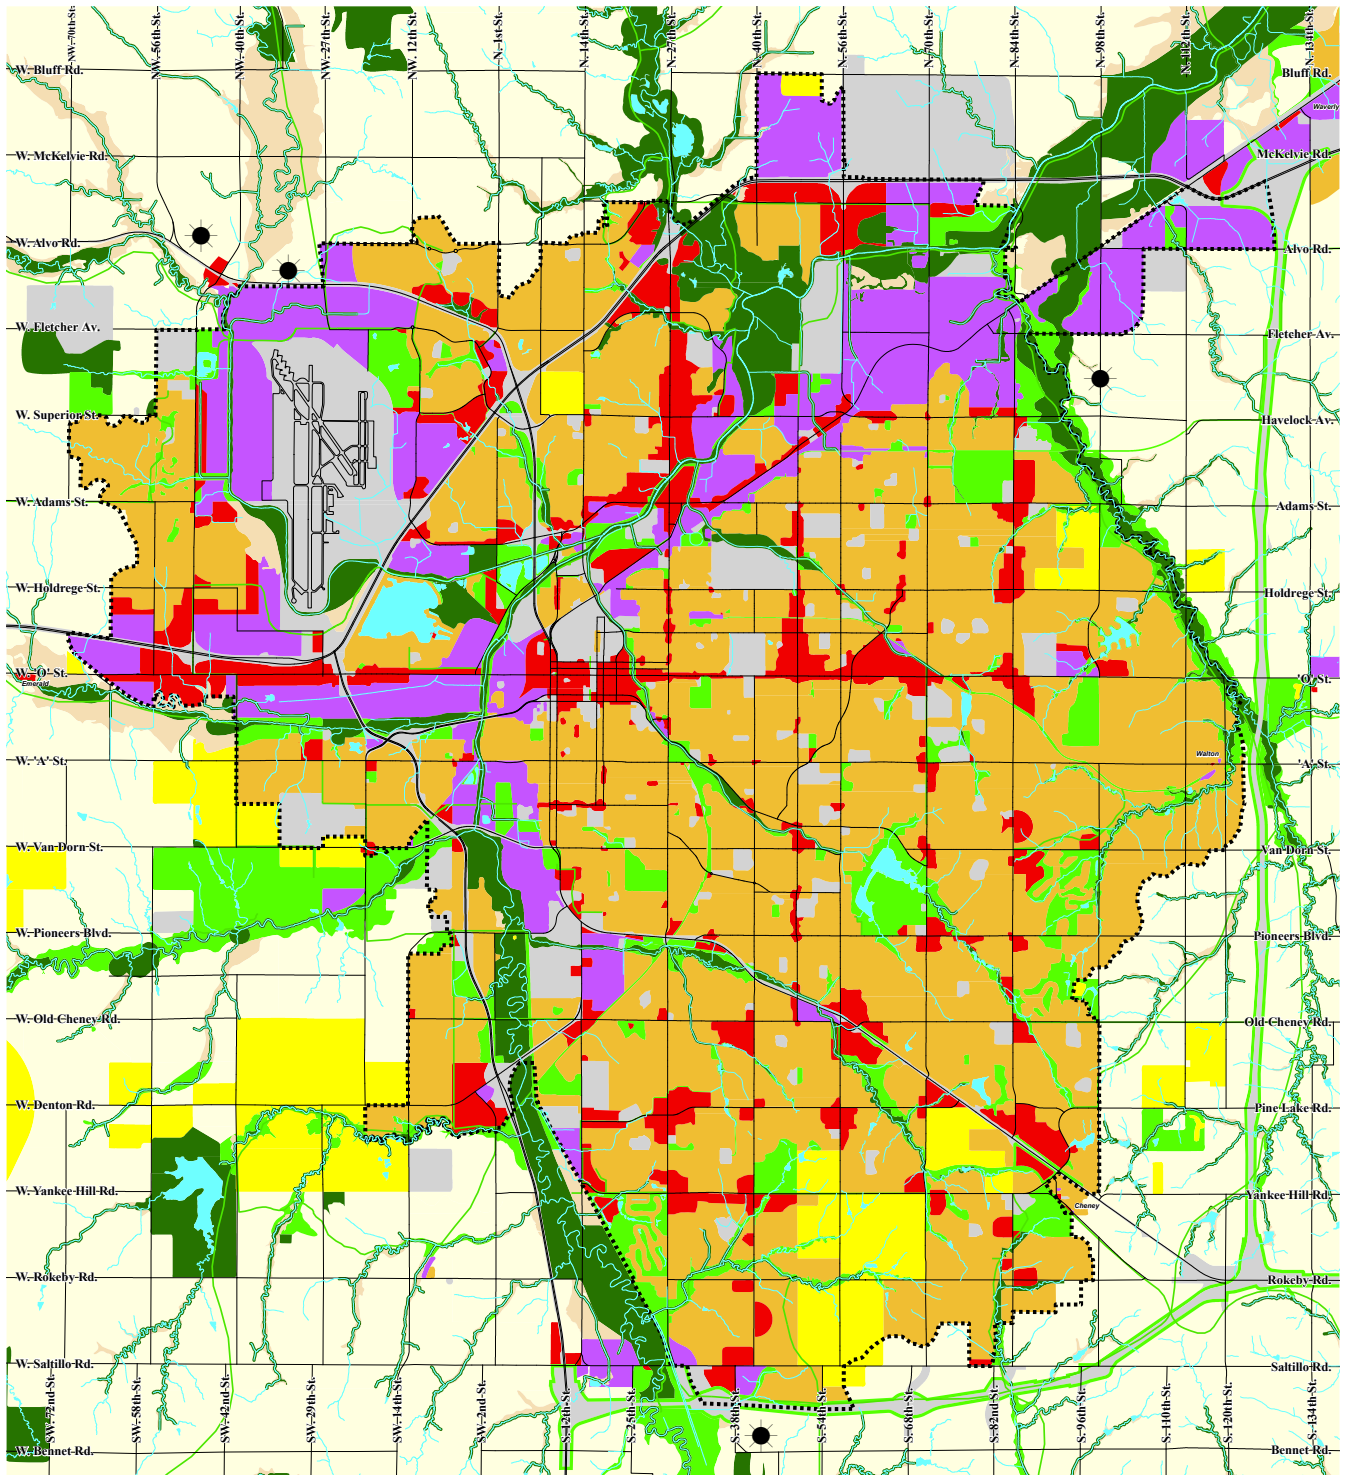 NW. 70th St.
NW. 56th St.
NW. 40th St.
NW. 27th St.
NW. 12th St.
N. 1st St.
N. 14th St.
N. 27th St.
N. 40th St.
N. 56th St.
N. 70th St.
N. 84th St.
N. 98th St.
N. 112th St.
N. 134th St.
W. Bluff Rd.
Bluff Rd.
Waverly
W. McKelvie Rd.
McKelvie Rd.
W. Alvo Rd.
Alvo Rd.
W. Fletcher Av.
Fletcher Av.
W. Superior St.
Havelock Av.
W. Adams St.
Adams St.
W. Holdrege St.
Holdrege St.
W. 'O' St.
'O' St.
Emerald
Walton
W. 'A' St.
'A' St.
W. Van Dorn St.
Van Dorn St.
W. Pioneers Blvd.
Pioneers Blvd.
W. Old Cheney Rd.
Old Cheney Rd.
W. Denton Rd.
Pine Lake Rd.
W. Yankee Hill Rd.
Yankee Hill Rd.
Cheney
W. Rokeby Rd.
Rokeby Rd.
W. Saltillo Rd.
Saltillo Rd.
SW. 72nd St.
SW. 58th St.
SW. 42nd St.
SW. 29th St.
SW. 14th St.
SW. 2nd St.
S. 12th St.
S. 25th St.
S. 38th St.
S. 54th St.
S. 68th St.
S. 82nd St.
S. 96th St.
S. 110th St.
S. 120th St.
S. 134th St.
W. Bennet Rd.
Bennet Rd.